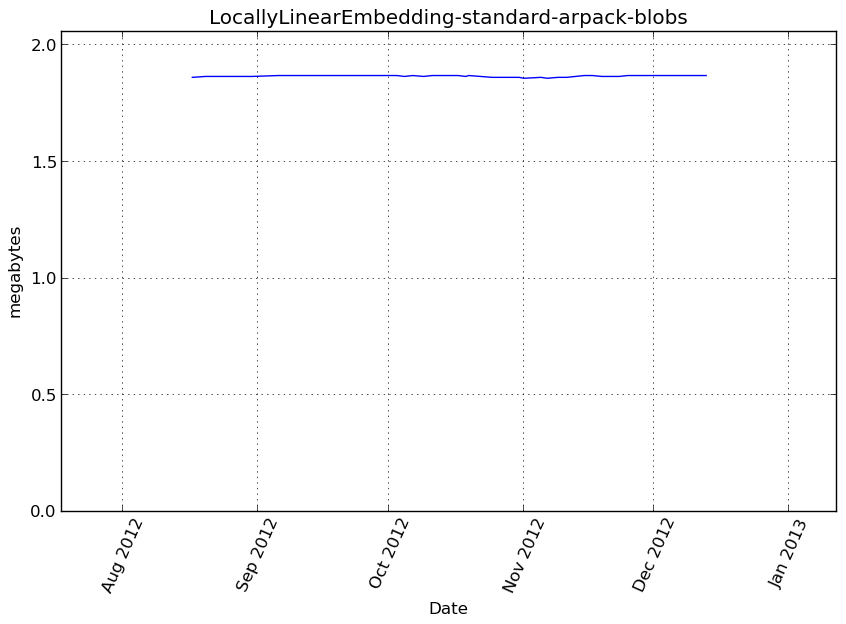 LocallyLinearEmbedding-standard-arpack-blobs
2.0
1.5
1.0
0.5
0.0
megabytes
Aug 2012
Sep 2012
Oct 2012
Nov 2012
Dec 2012
Jan 2013
Date